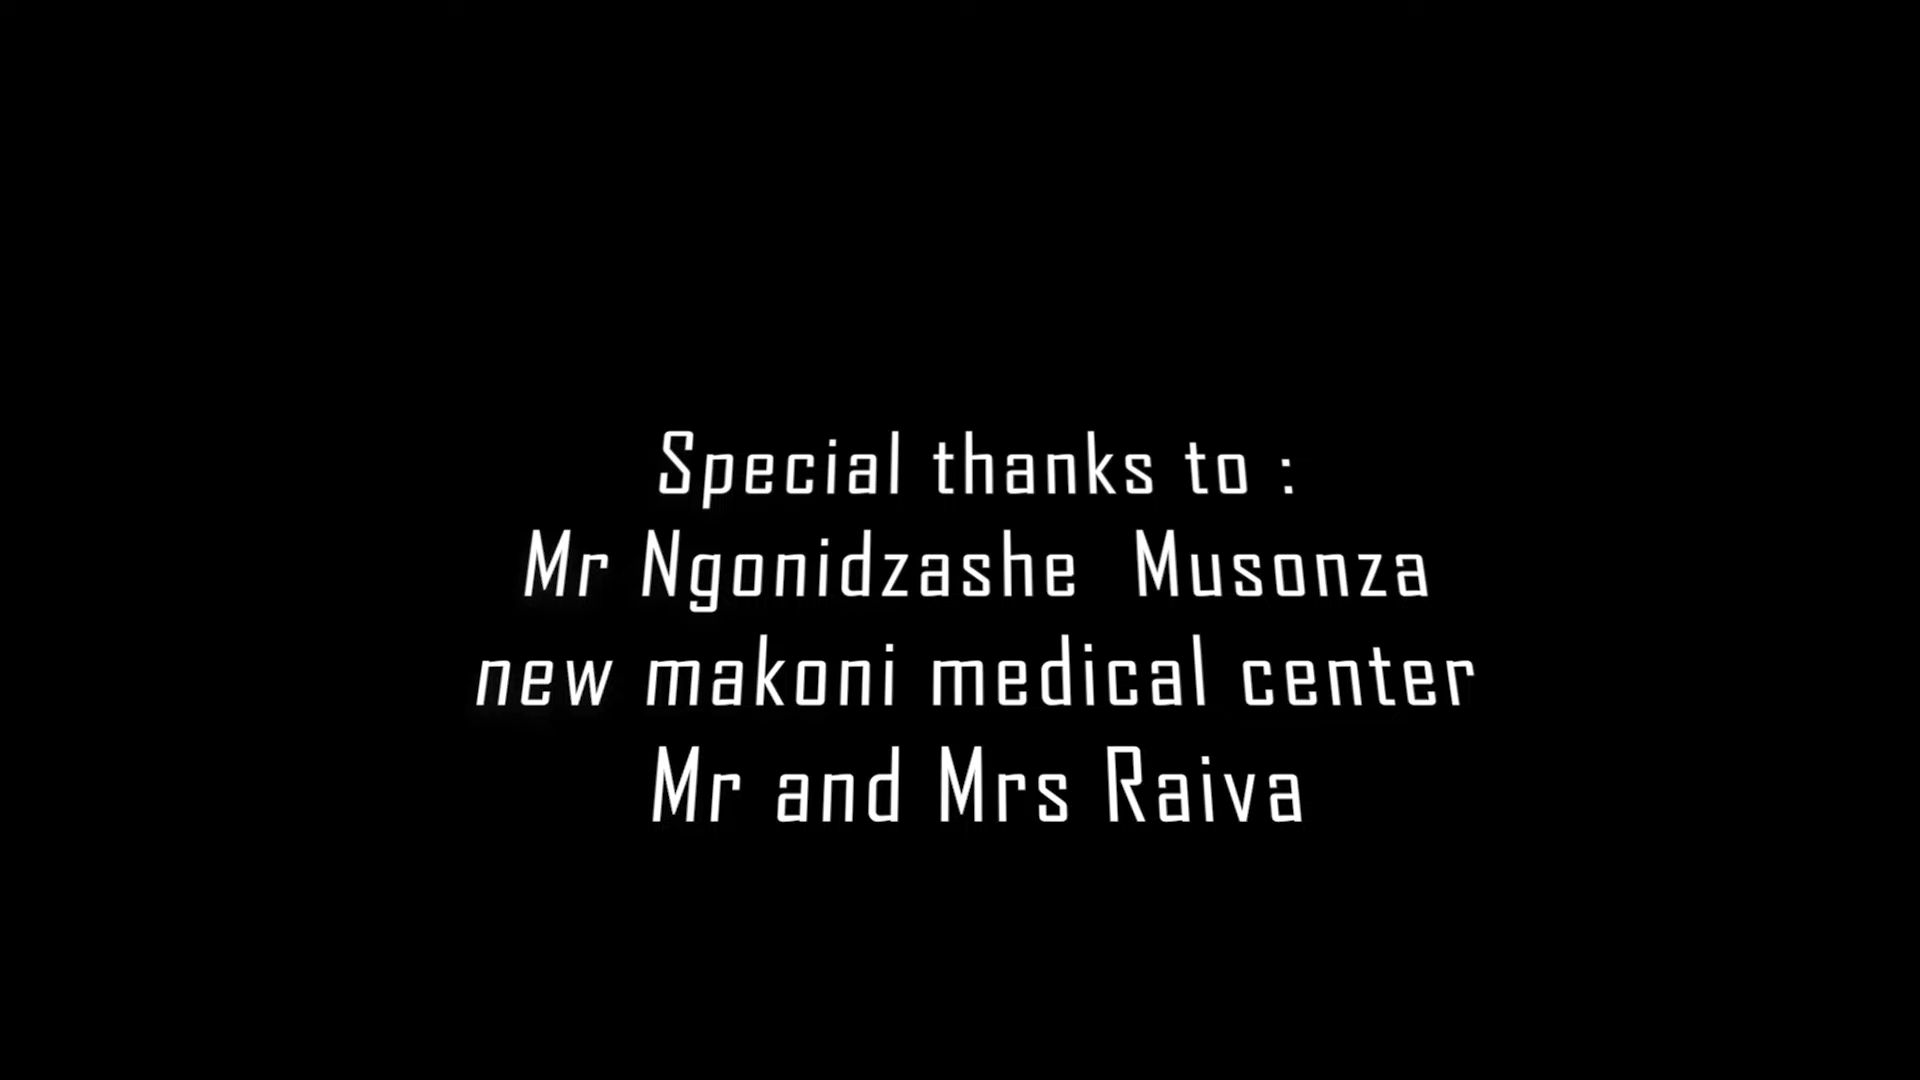 Special thanks to :
Mr Ngonidzashe Musonza
new makoni medical center
Mr and Mrs Raiva